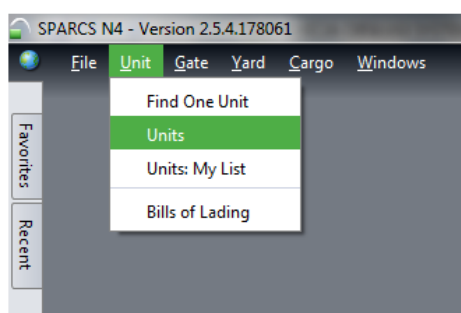 SPARCS N4 - Version 2.5.4.178061
File Unit Gate Yard Cargo Windows
Find One Unit
Units
Units: My List
Bills of Lading
Favorites
Recent